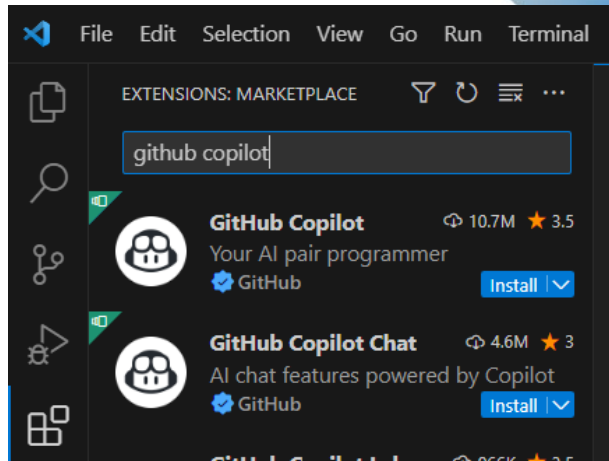 File Edit Selection View Go Run Terminal
EXTENSIONS: MARKETPLACE
github copilot
GitHub Copilot 10.7M 3.5
Your AI pair programmer
GitHub Install
GitHub Copilot Chat 4.6M 3
AI chat features powered by Copilot
GitHub Install